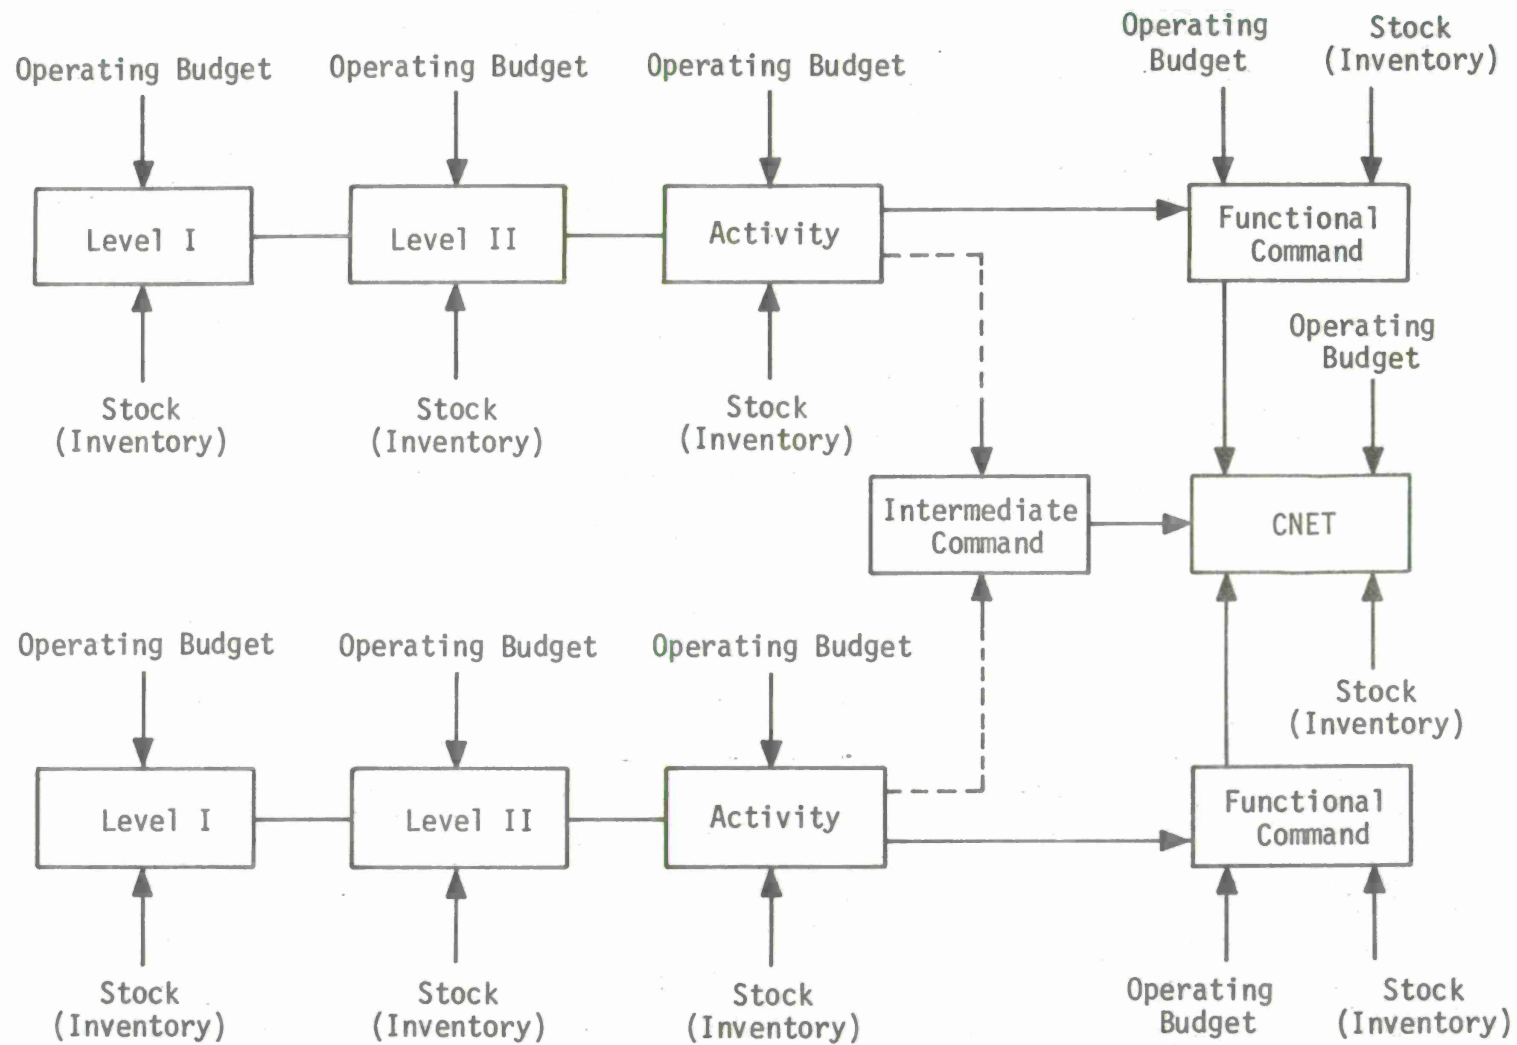 Operating Budget
Operating Budget
Operating Budget
Operating
Budget
Stock
(Inventory)
Level I
Level II
Activity
Functional
Command
Stock
(Inventory)
Stock
(Inventory)
Stock
(Inventory)
Operating
Budget
Intermediate
Command
CNET
Operating Budget
Operating Budget
Operating Budget
Stock
(Inventory)
Level I
Level II
Activity
Functional
Command
Stock
(Inventory)
Stock
(Inventory)
Stock
(Inventory)
Operating
Budget
Stock
(Inventory)